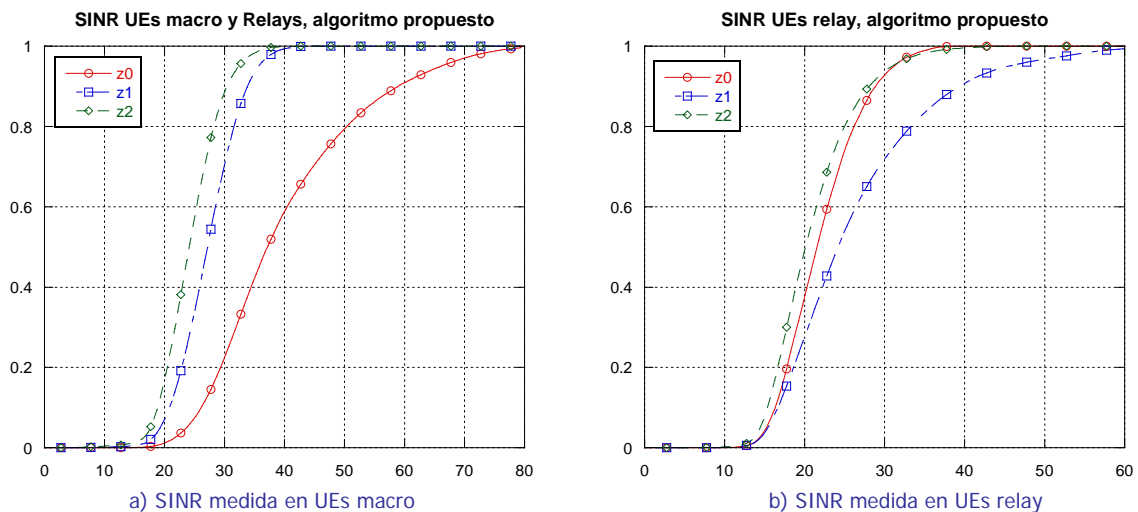 SINR UEs macro y Relays, algoritmo propuesto
1
0.8
0.6
0.4
0.2
0
z0
z1
z2
0 10 20 30 40 50 60 70 80
a) SINR medida en UEs macro
SINR UEs relay, algoritmo propuesto
1
0.8
0.6
0.4
0.2
0
z0
z1
z2
0 10 20 30 40 50 60
b) SINR medida en UEs relay